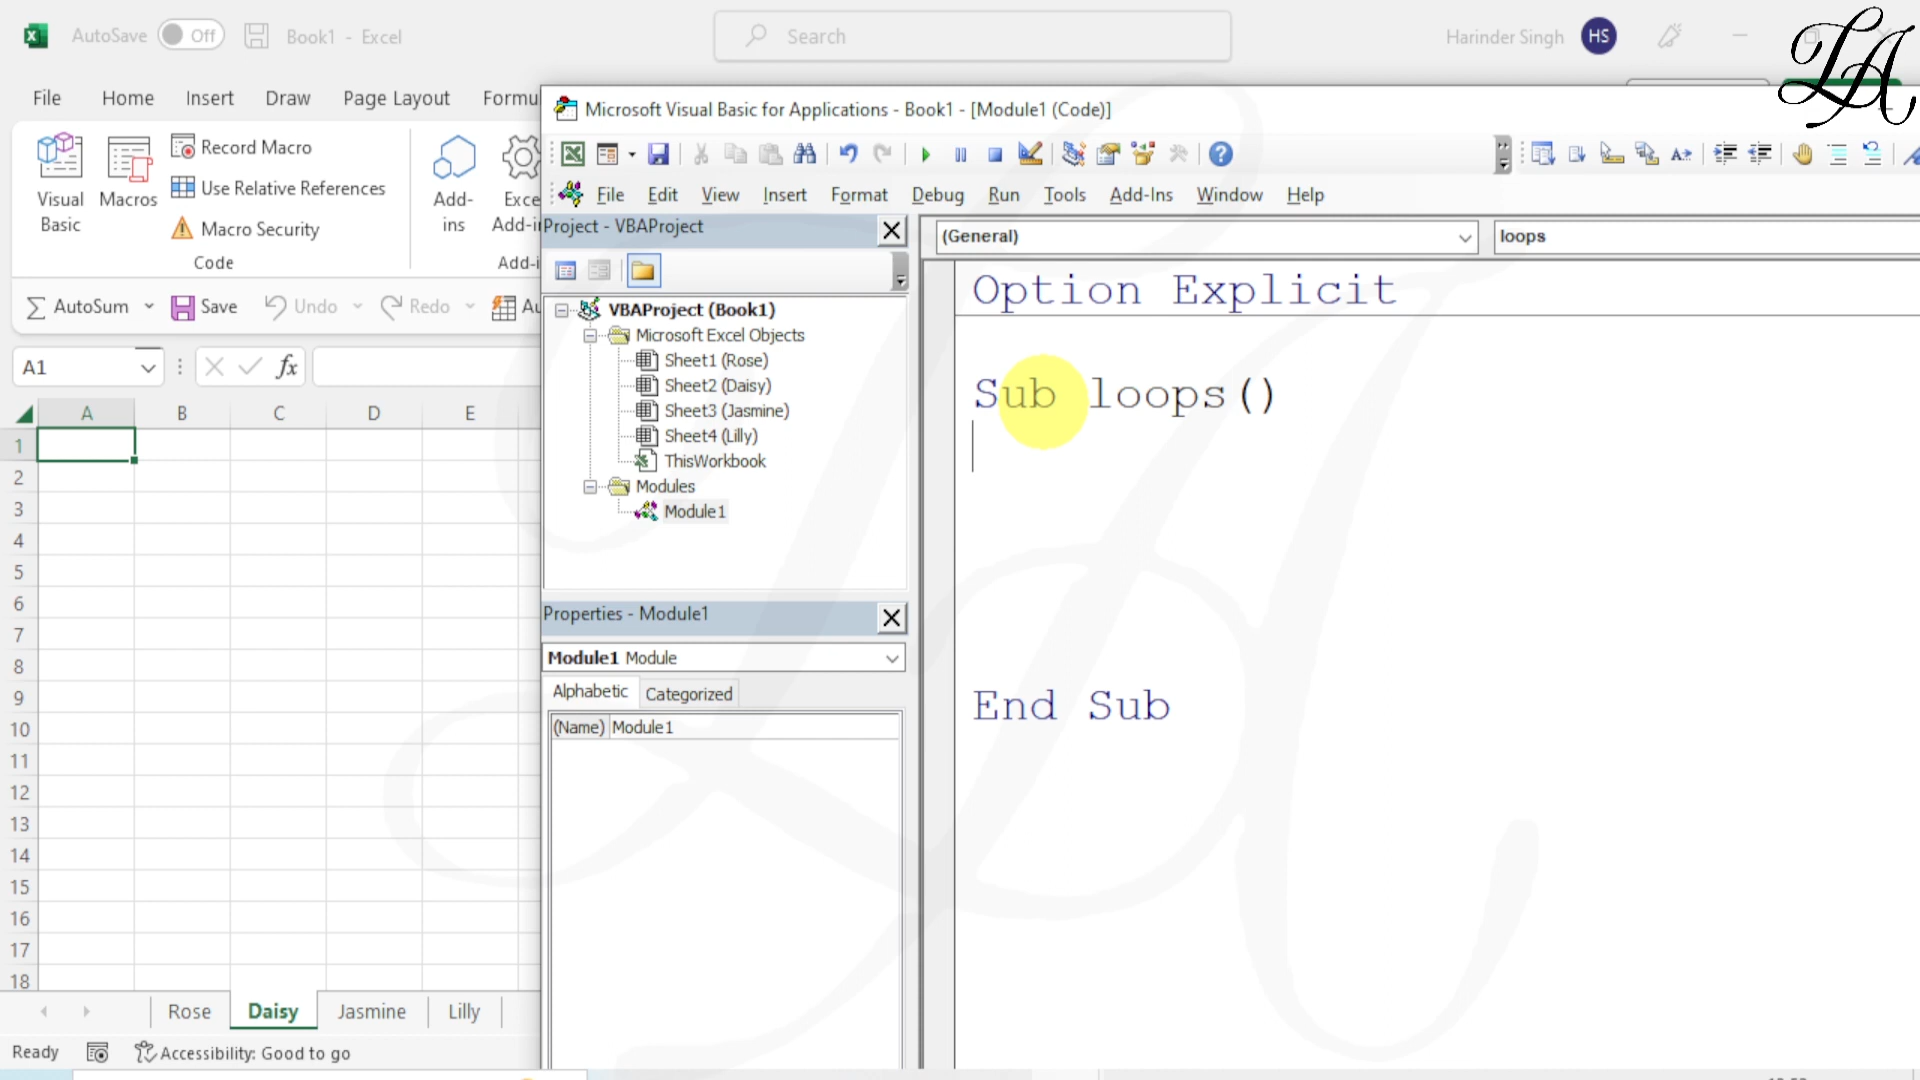 AutoSave Off Book1 - Excel
Search
Harinder Singh HS
LA
File Home Insert Draw Page Layout
Visual Basic
Macros
Record Macro
Use Relative References
Macro Security
Code
Add-ins
AutoSum Save Undo Redo
A1 fx
A B C D E
1
2
3
4
5
6
7
8
9
10
11
12
13
14
15
16
17
18
Rose Daisy Jasmine Lilly
Ready Accessibility: Good to go
Microsoft Visual Basic for Applications - Book1 - [Module1 (Code)]
File Edit View Insert Format Debug Run Tools Add-Ins Window Help
Project - VBAProject
VBAProject (Book1)
Microsoft Excel Objects
Sheet1 (Rose)
Sheet2 (Daisy)
Sheet3 (Jasmine)
Sheet4 (Lilly)
ThisWorkbook
Modules
Module1
Properties - Module1
Module1 Module
Alphabetic Categorized
(Name) Module1
(General) loops
Option Explicit
Sub loops()
End Sub